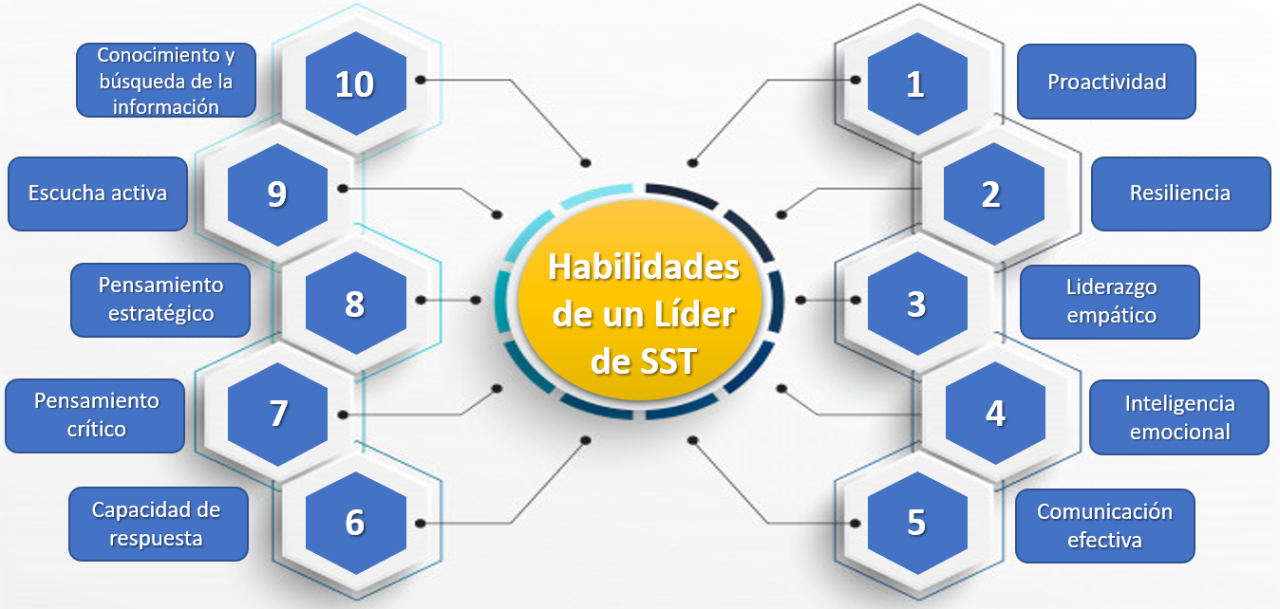 Habilidades
de un Líder
de SST
1
Proactividad
2
Resiliencia
3
Liderazgo
empático
4
Inteligencia
emocional
5
Comunicación
efectiva
6
Capacidad de
respuesta
7
Pensamiento
crítico
8
Pensamiento
estratégico
9
Escucha activa
10
Conocimiento y
búsqueda de la
información